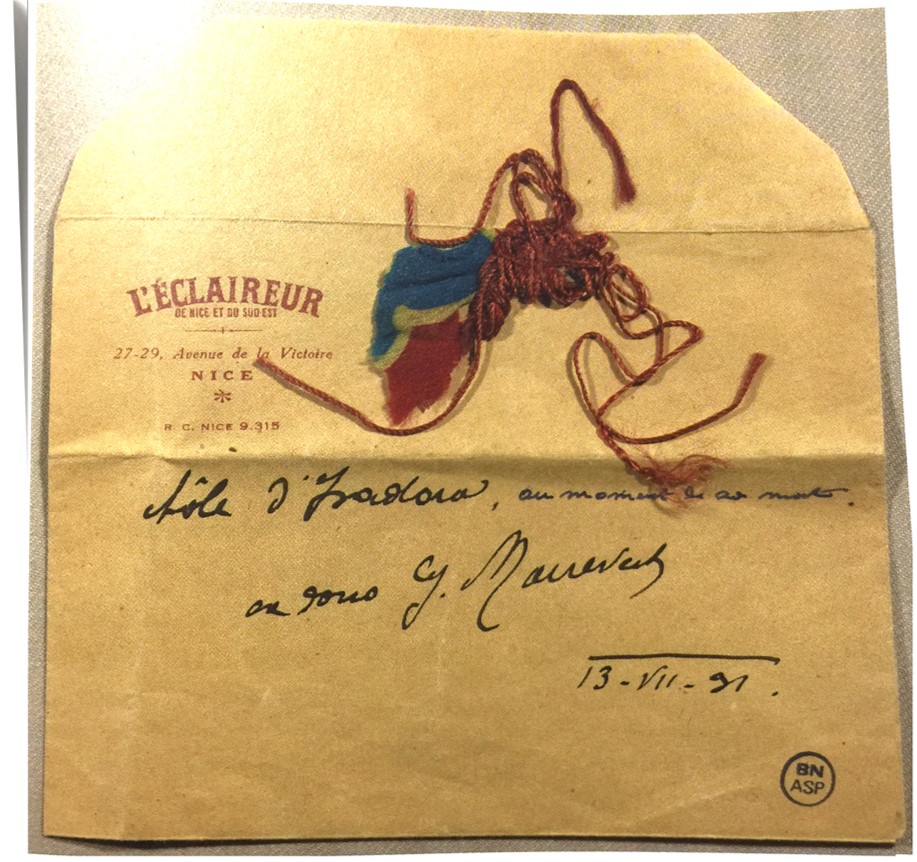 L'ÉCLAIREUR
DE NICE ET DU SUD-EST
27-29, Avenue de la Victoire
NICE
R. C. NICE 9.315
d'Isadora, au moment de sa mort.
G. Maurevert
13-VII-31.
BN
ASP